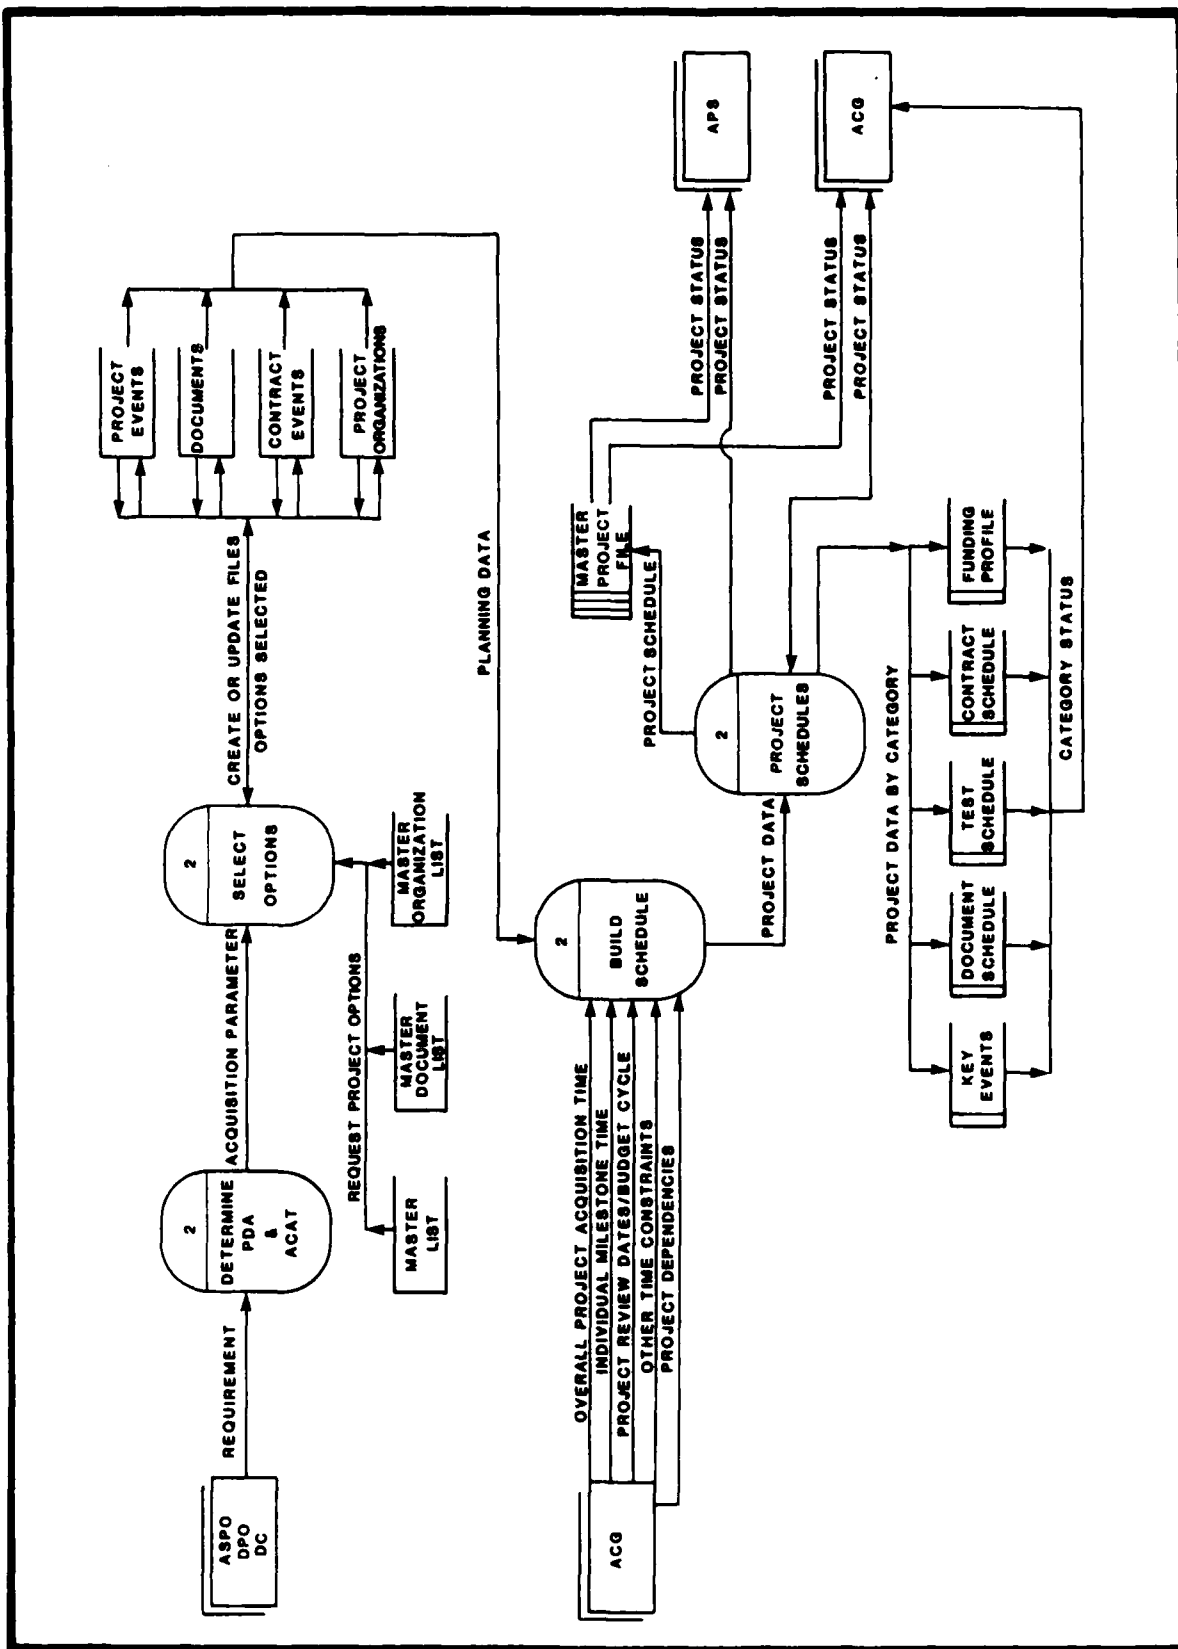 ASPO
DPO
DC
REQUIREMENT
2
DETERMINE
PDA
&
ACAT
ACQUISITION PARAMETER
2
SELECT
OPTIONS
CREATE OR UPDATE FILES
OPTIONS SELECTED
PROJECT
EVENTS
DOCUMENTS
CONTRACT
EVENTS
PROJECT
ORGANIZATIONS
REQUEST PROJECT OPTIONS
MASTER
LIST
MASTER
DOCUMENT
LIST
MASTER
ORGANIZATION
LIST
PLANNING DATA
ACG
OVERALL PROJECT ACQUISITION TIME
INDIVIDUAL MILESTONE TIME
PROJECT REVIEW DATES/BUDGET CYCLE
OTHER TIME CONSTRAINTS
PROJECT DEPENDENCIES
2
BUILD
SCHEDULE
PROJECT DATA
2
PROJECT
SCHEDULES
PROJECT SCHEDULE
MASTER
PROJECT
FILE
PROJECT STATUS
PROJECT STATUS
APS
PROJECT STATUS
PROJECT STATUS
ACG
PROJECT DATA BY CATEGORY
KEY
EVENTS
DOCUMENT
SCHEDULE
TEST
SCHEDULE
CONTRACT
SCHEDULE
FUNDING
PROFILE
CATEGORY STATUS